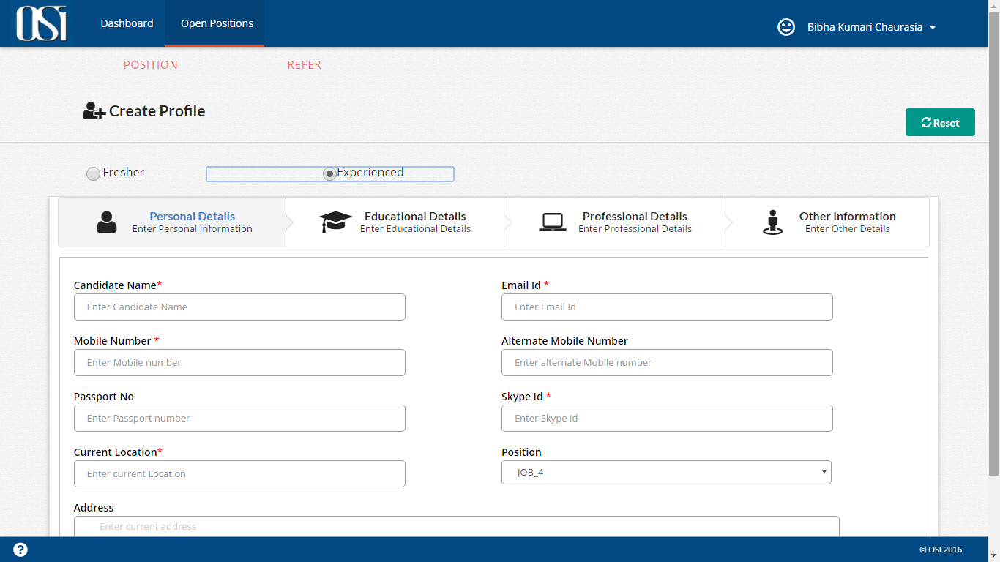 OSi Dashboard Open Positions Bibha Kumari Chaurasia
POSITION REFER
Create Profile
Reset
Fresher Experienced
Personal Details Educational Details Professional Details Other Information
Enter Personal Information Enter Educational Details Enter Professional Details Enter Other Details
Candidate Name* Email Id *
Enter Candidate Name Enter Email Id
Mobile Number * Alternate Mobile Number
Enter Mobile number Enter alternate Mobile number
Passport No Skype Id *
Enter Passport number Enter Skype Id
Current Location* Position
Enter current Location JOB_4
Address
Enter current address
? © OSI 2016